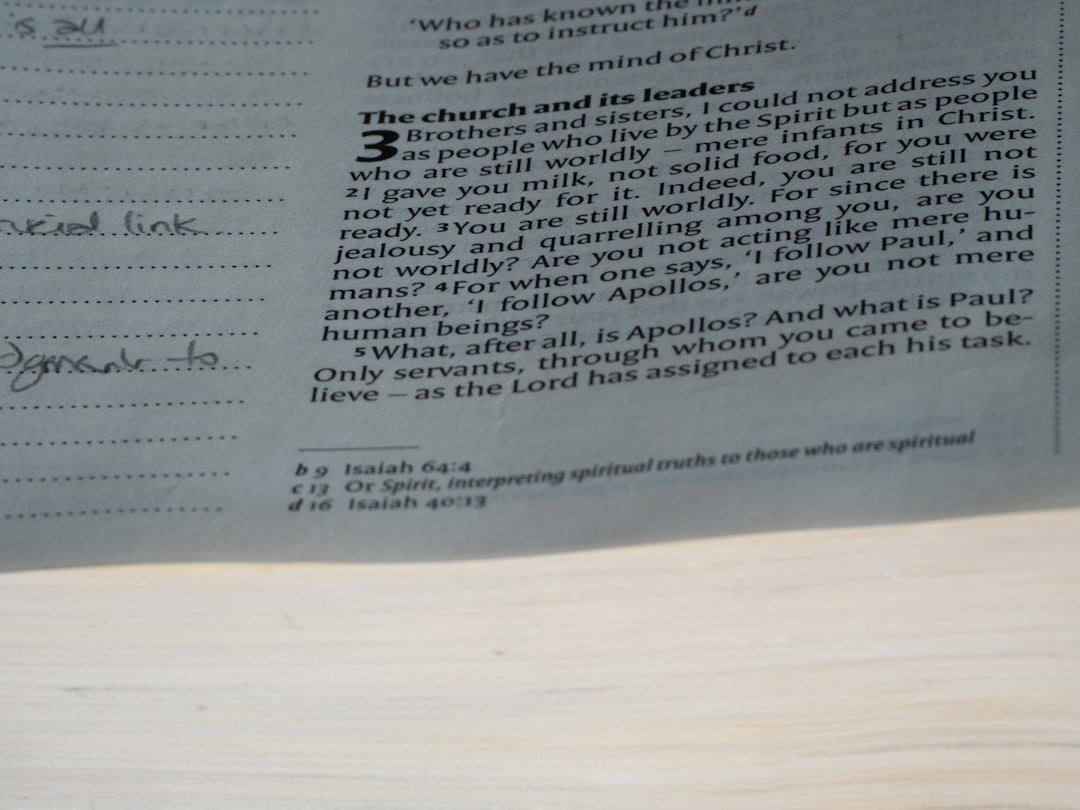 is all
link
to
'Who has known the
so as to instruct him?'d
But we have the mind of Christ.
The church and its leaders
3 Brothers and sisters, I could not address you
as people who live by the Spirit but as people
who are still worldly – mere infants in Christ.
2 I gave you milk, not solid food, for you were
not yet ready for it. Indeed, you are still not
ready. 3 You are still worldly. For since there is
jealousy and quarrelling among you, are you
not worldly? Are you not acting like mere hu-
mans? 4 For when one says, 'I follow Paul,' and
another, 'I follow Apollos,' are you not mere
human beings?
5 What, after all, is Apollos? And what is Paul?
Only servants, through whom you came to be-
lieve – as the Lord has assigned to each his task.
b 9 Isaiah 64:4
c 13 Or Spirit, interpreting spiritual truths to those who are spiritual
d 16 Isaiah 40:13